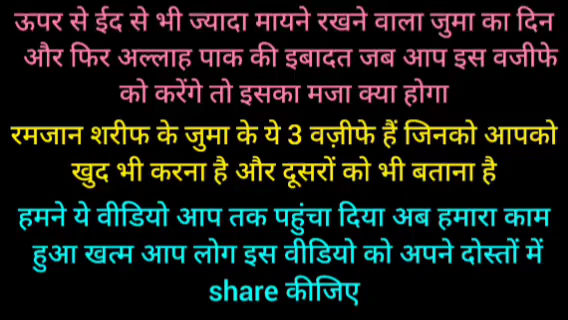 ऊपर से ईद से भी ज्यादा मायने रखने वाला जुमा का दिन
और फिर अल्लाह पाक की इबादत जब आप इस वजीफे
को करेंगे तो इसका मजा क्या होगा
रमजान शरीफ के जुमा के ये 3 वज़ीफे हैं जिनको आपको
खुद भी करना है और दूसरों को भी बताना है
हमने ये वीडियो आप तक पहुंचा दिया अब हमारा काम
हुआ खत्म आप लोग इस वीडियो को अपने दोस्तों में
share कीजिए